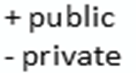 + public
- private